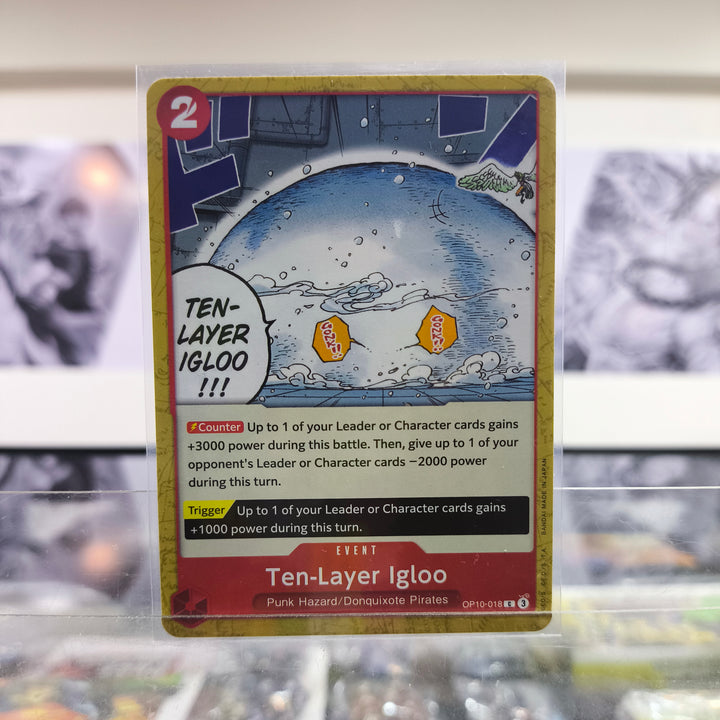 2
TEN-
LAYER
IGLOO
!!!
CONK!!
CONK!!
Counter Up to 1 of your Leader or Character cards gains
+3000 power during this battle. Then, give up to 1 of your
opponent's Leader or Character cards −2000 power
during this turn.
Trigger Up to 1 of your Leader or Character cards gains
+1000 power during this turn.
EVENT
Ten-Layer Igloo
Punk Hazard/Donquixote Pirates
OP10-018 C 3
BANDAI MADE IN JAPAN